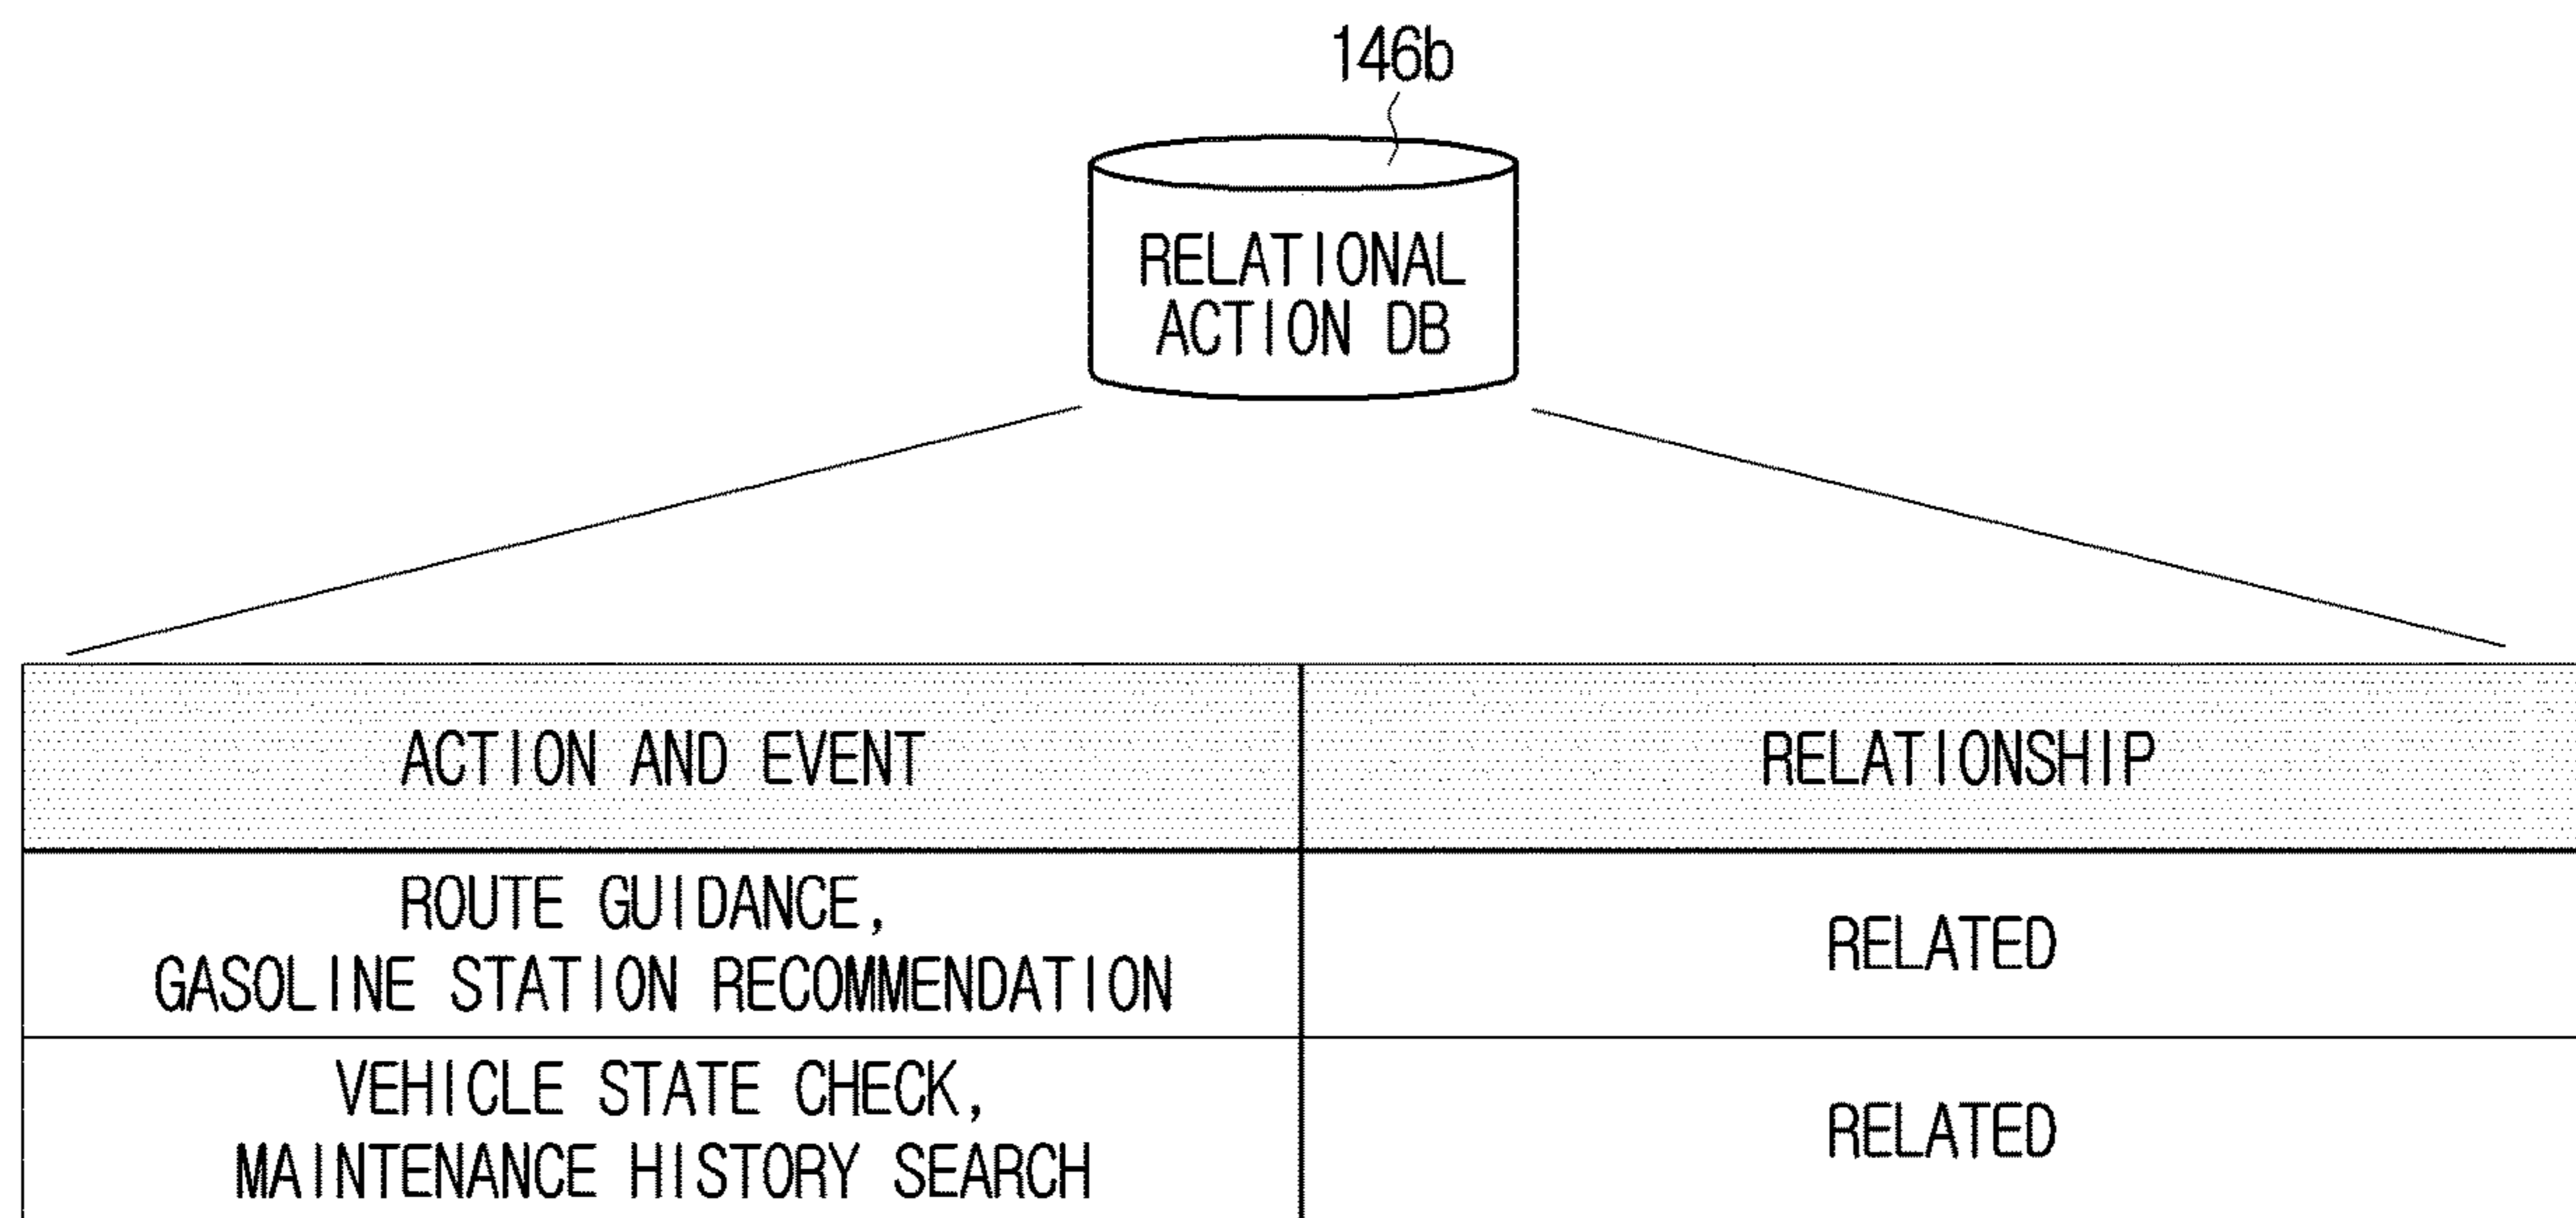 146b
RELATIONAL
ACTION DB
ACTION AND EVENT
RELATIONSHIP
ROUTE GUIDANCE,
GASOLINE STATION RECOMMENDATION
RELATED
VEHICLE STATE CHECK,
MAINTENANCE HISTORY SEARCH
RELATED